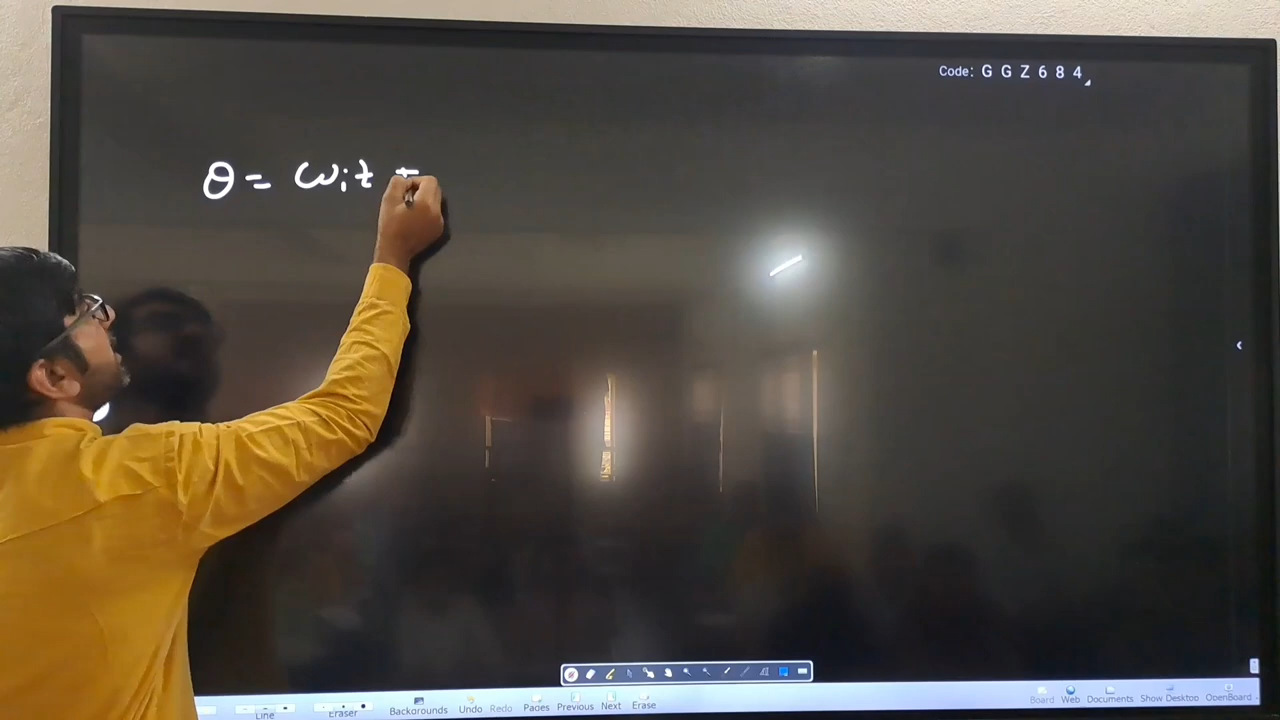 Code: G G Z 6 8 4
θ = ωit +
Line
Eraser
Backgrounds
Undo
Redo
Pages
Previous
Next
Erase
Board
Web
Documents
Show Desktop
OpenBoard